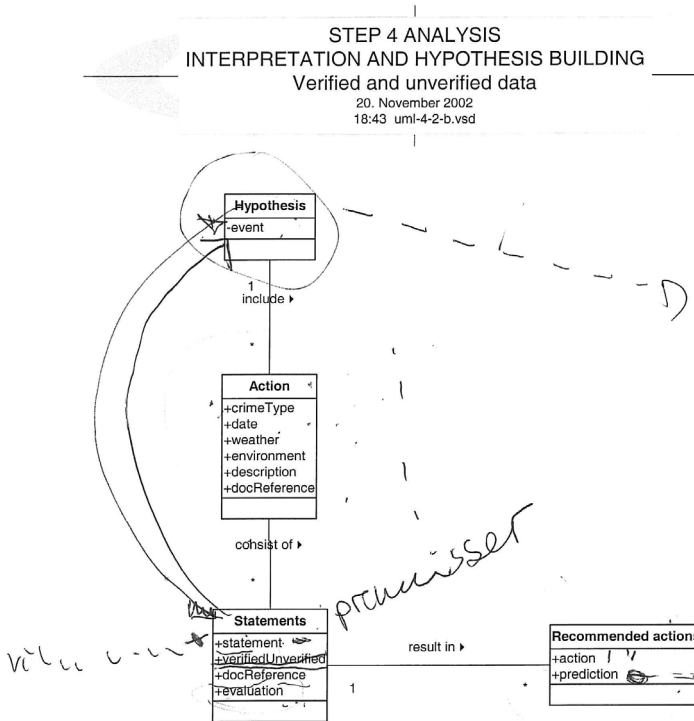 STEP 4 ANALYSIS
INTERPRETATION AND HYPOTHESIS BUILDING
Verified and unverified data
20. November 2002
18:43 uml-4-2-b.vsd
Hypothesis
-event
1
include ▸
*
Action
+crimeType
+date
+weather
+environment
+description
+docReference
*
consist of ▸
*
premisser
Statements
+statement
+verifiedUnverified
+docReference
+evaluation
result in ▸
1
*
Recommended actions
+action
+prediction